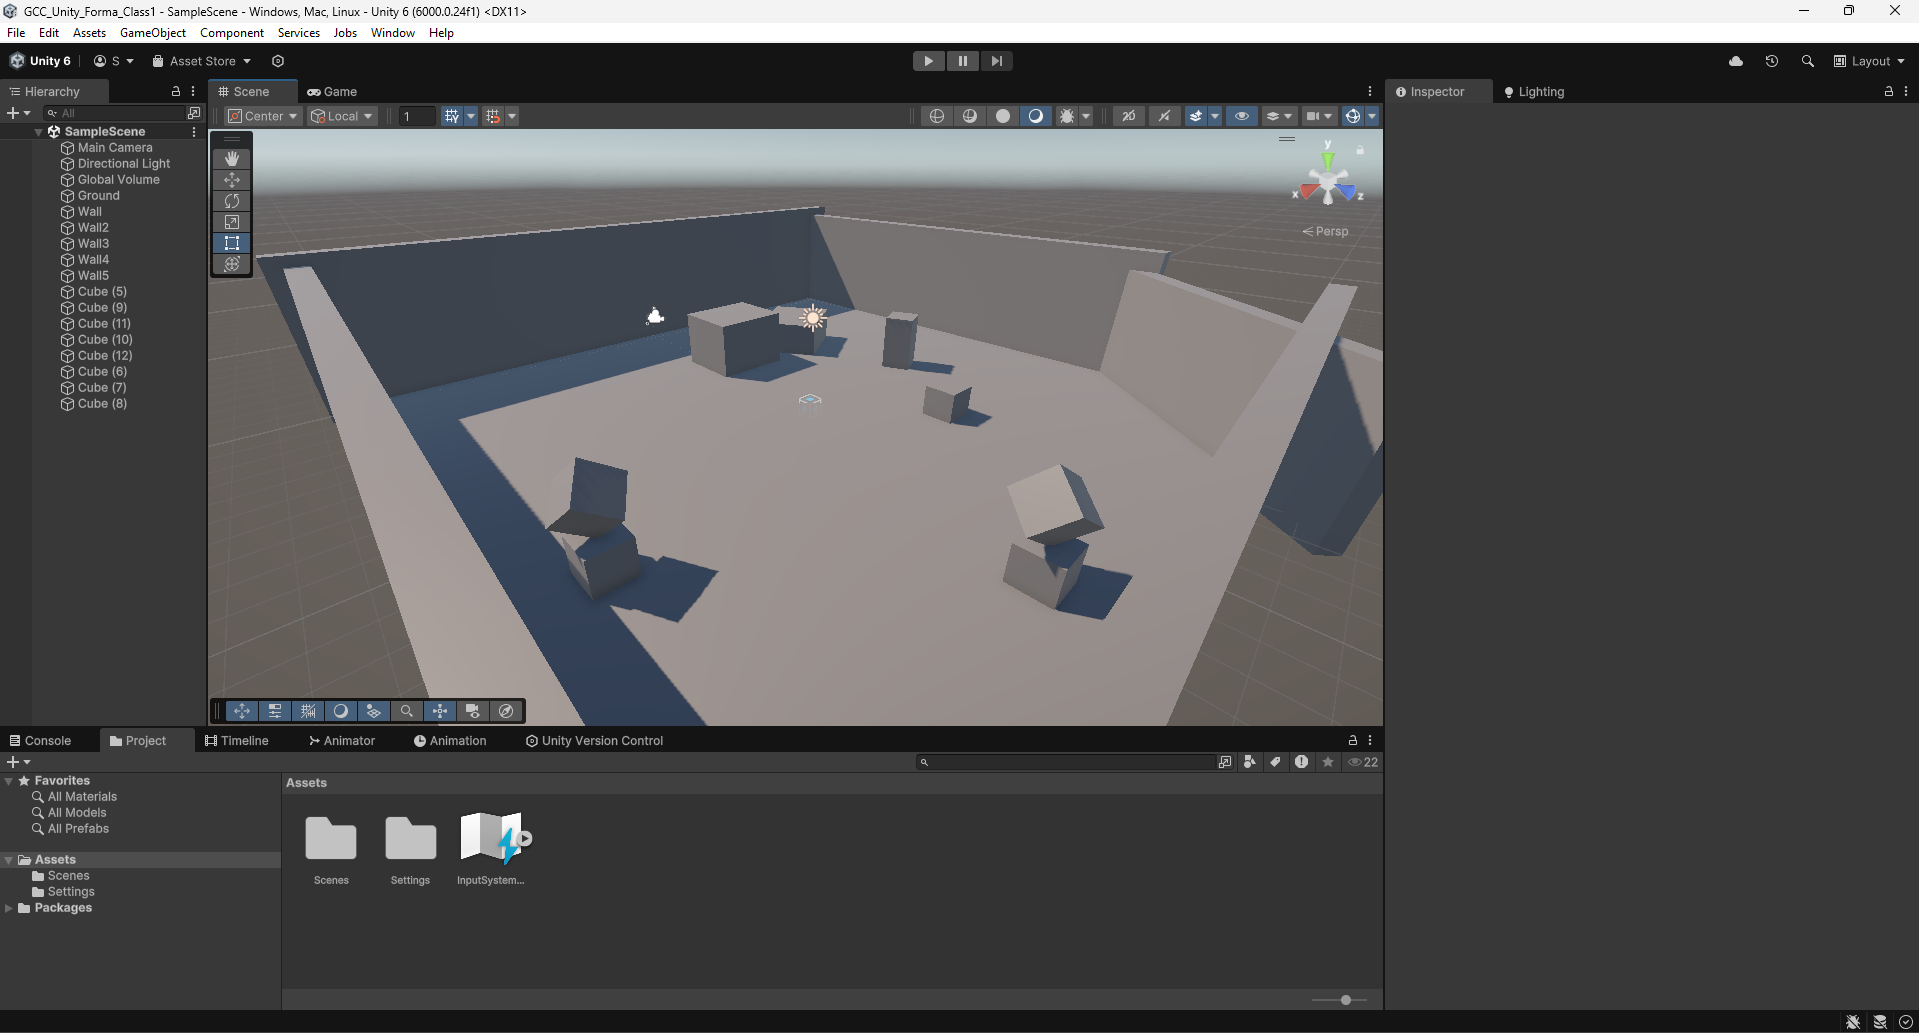 GCC_Unity_Forma_Class1 - SampleScene - Windows, Mac, Linux - Unity 6 (6000.0.24f1) <DX11>
File Edit Assets GameObject Component Services Jobs Window Help
Unity 6 S Asset Store Layout
Hierarchy Scene Game Inspector Lighting
All Center Local 1 2D
SampleScene
Main Camera
Directional Light
Global Volume
Ground
Wall
Wall2
Wall3
Wall4
Wall5
Cube (5)
Cube (9)
Cube (11)
Cube (10)
Cube (12)
Cube (6)
Cube (7)
Cube (8)
y
x z
Persp
Console Project Timeline Animator Animation Unity Version Control
22
Favorites
All Materials
All Models
All Prefabs
Assets
Scenes
Settings
Packages
Assets
Scenes Settings InputSystem...